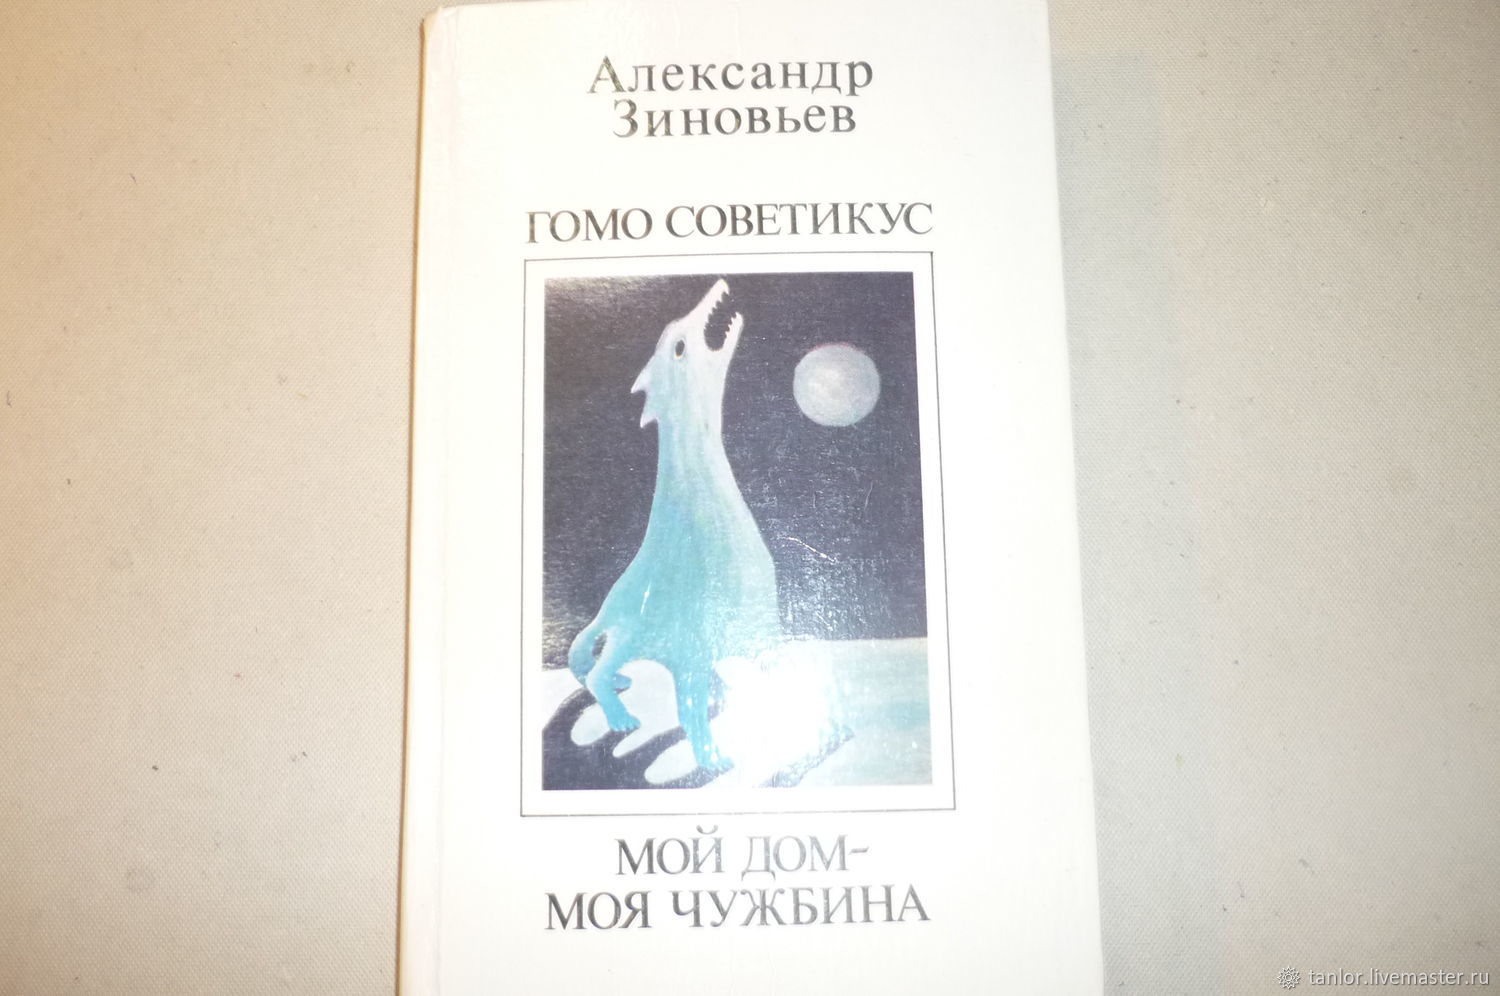 Александр
Зиновьев
ГОМО СОВЕТИКУС
МОЙ ДОМ-
МОЯ ЧУЖБИНА
tanlor.livemaster.ru